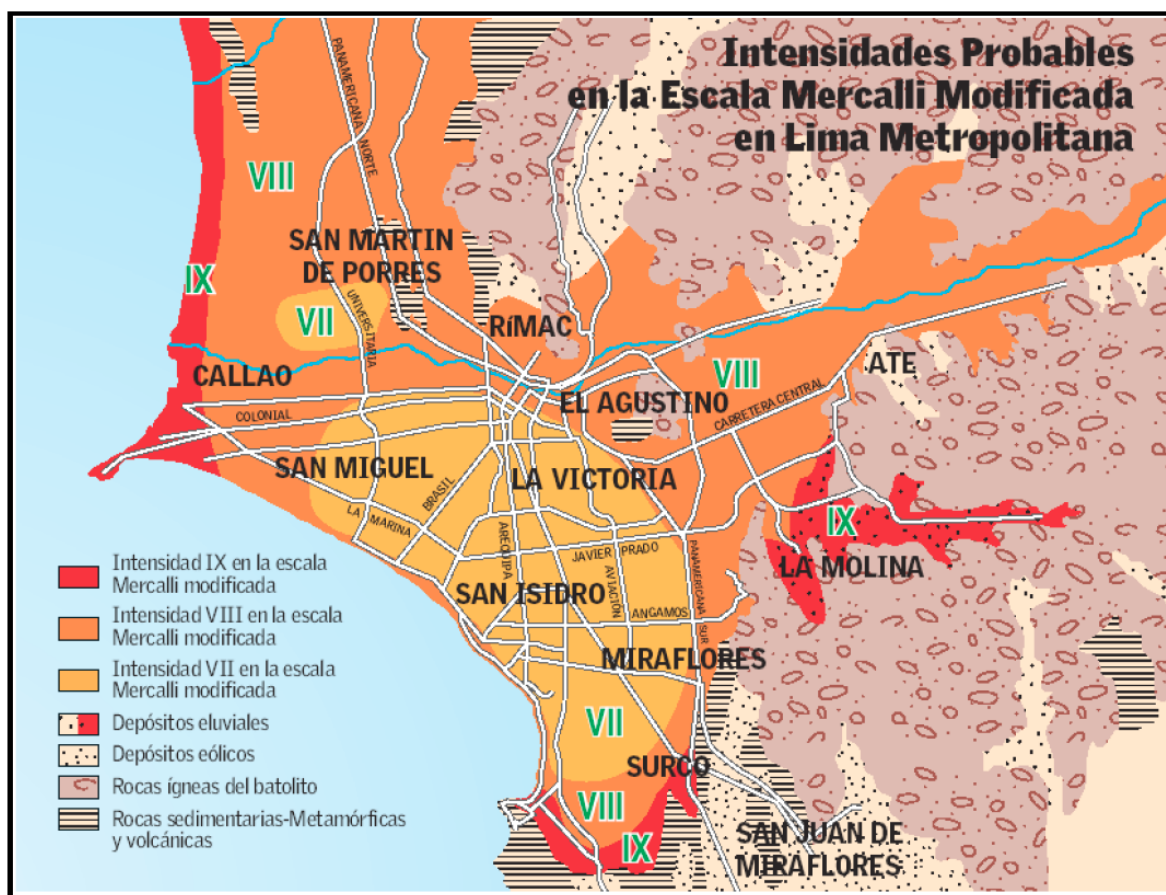 Intensidades Probables
en la Escala Mercalli Modificada
en Lima Metropolitana
PANAMERICANA NORTE
VIII
SAN MARTIN
DE PORRES
IX
VII
UNIVERSITARIA
RíMAC
CALLAO
VIII
ATE
COLONIAL
EL AGUSTINO
CARRETERA CENTRAL
SAN MIGUEL
BRASIL
LA VICTORIA
LA MARINA
AREQIPA
JAVIER PRADO
IX
LA MOLINA
SAN ISIDRO
AVIACIÓN
ANGAMOS
PANAMERICANA SUR
MIRAFLORES
VII
SURCO
VIII
IX
SAN JUAN DE
MIRAFLORES
Intensidad IX en la escala
Mercalli modificada
Intensidad VIII en la escala
Mercalli modificada
Intensidad VII en la escala
Mercalli modificada
Depósitos eluviales
Depósitos eólicos
Rocas ígneas del batolito
Rocas sedimentarias-Metamórficas
y volcánicas